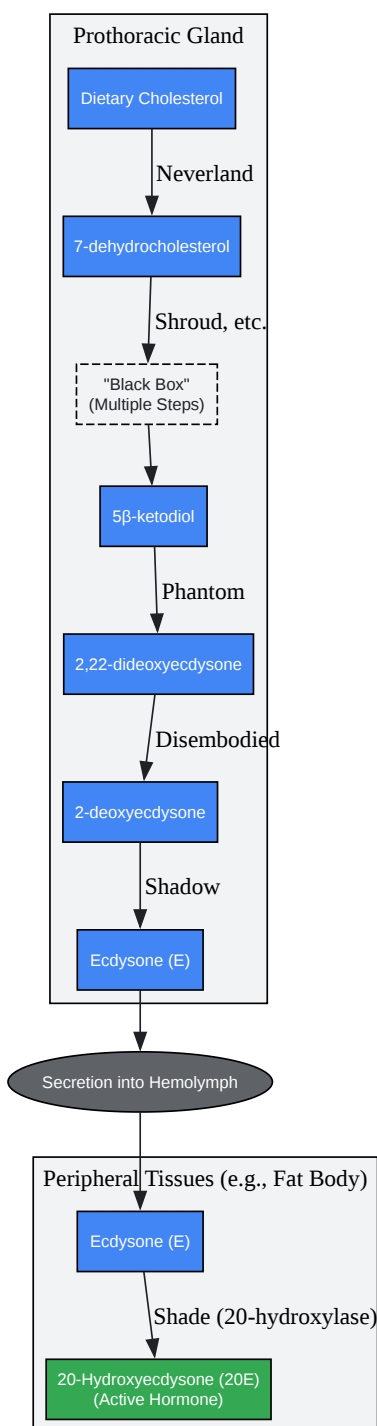 Prothoracic Gland
Dietary Cholesterol
Neverland
7-dehydrocholesterol
Shroud, etc.
"Black Box"
(Multiple Steps)
5β-ketodiol
Phantom
2,22-dideoxyecdysone
Disembodied
2-deoxyecdysone
Shadow
Ecdysone (E)
Secretion into Hemolymph
Peripheral Tissues (e.g., Fat Body)
Ecdysone (E)
Shade (20-hydroxylase)
20-Hydroxyecdysone (20E)
(Active Hormone)